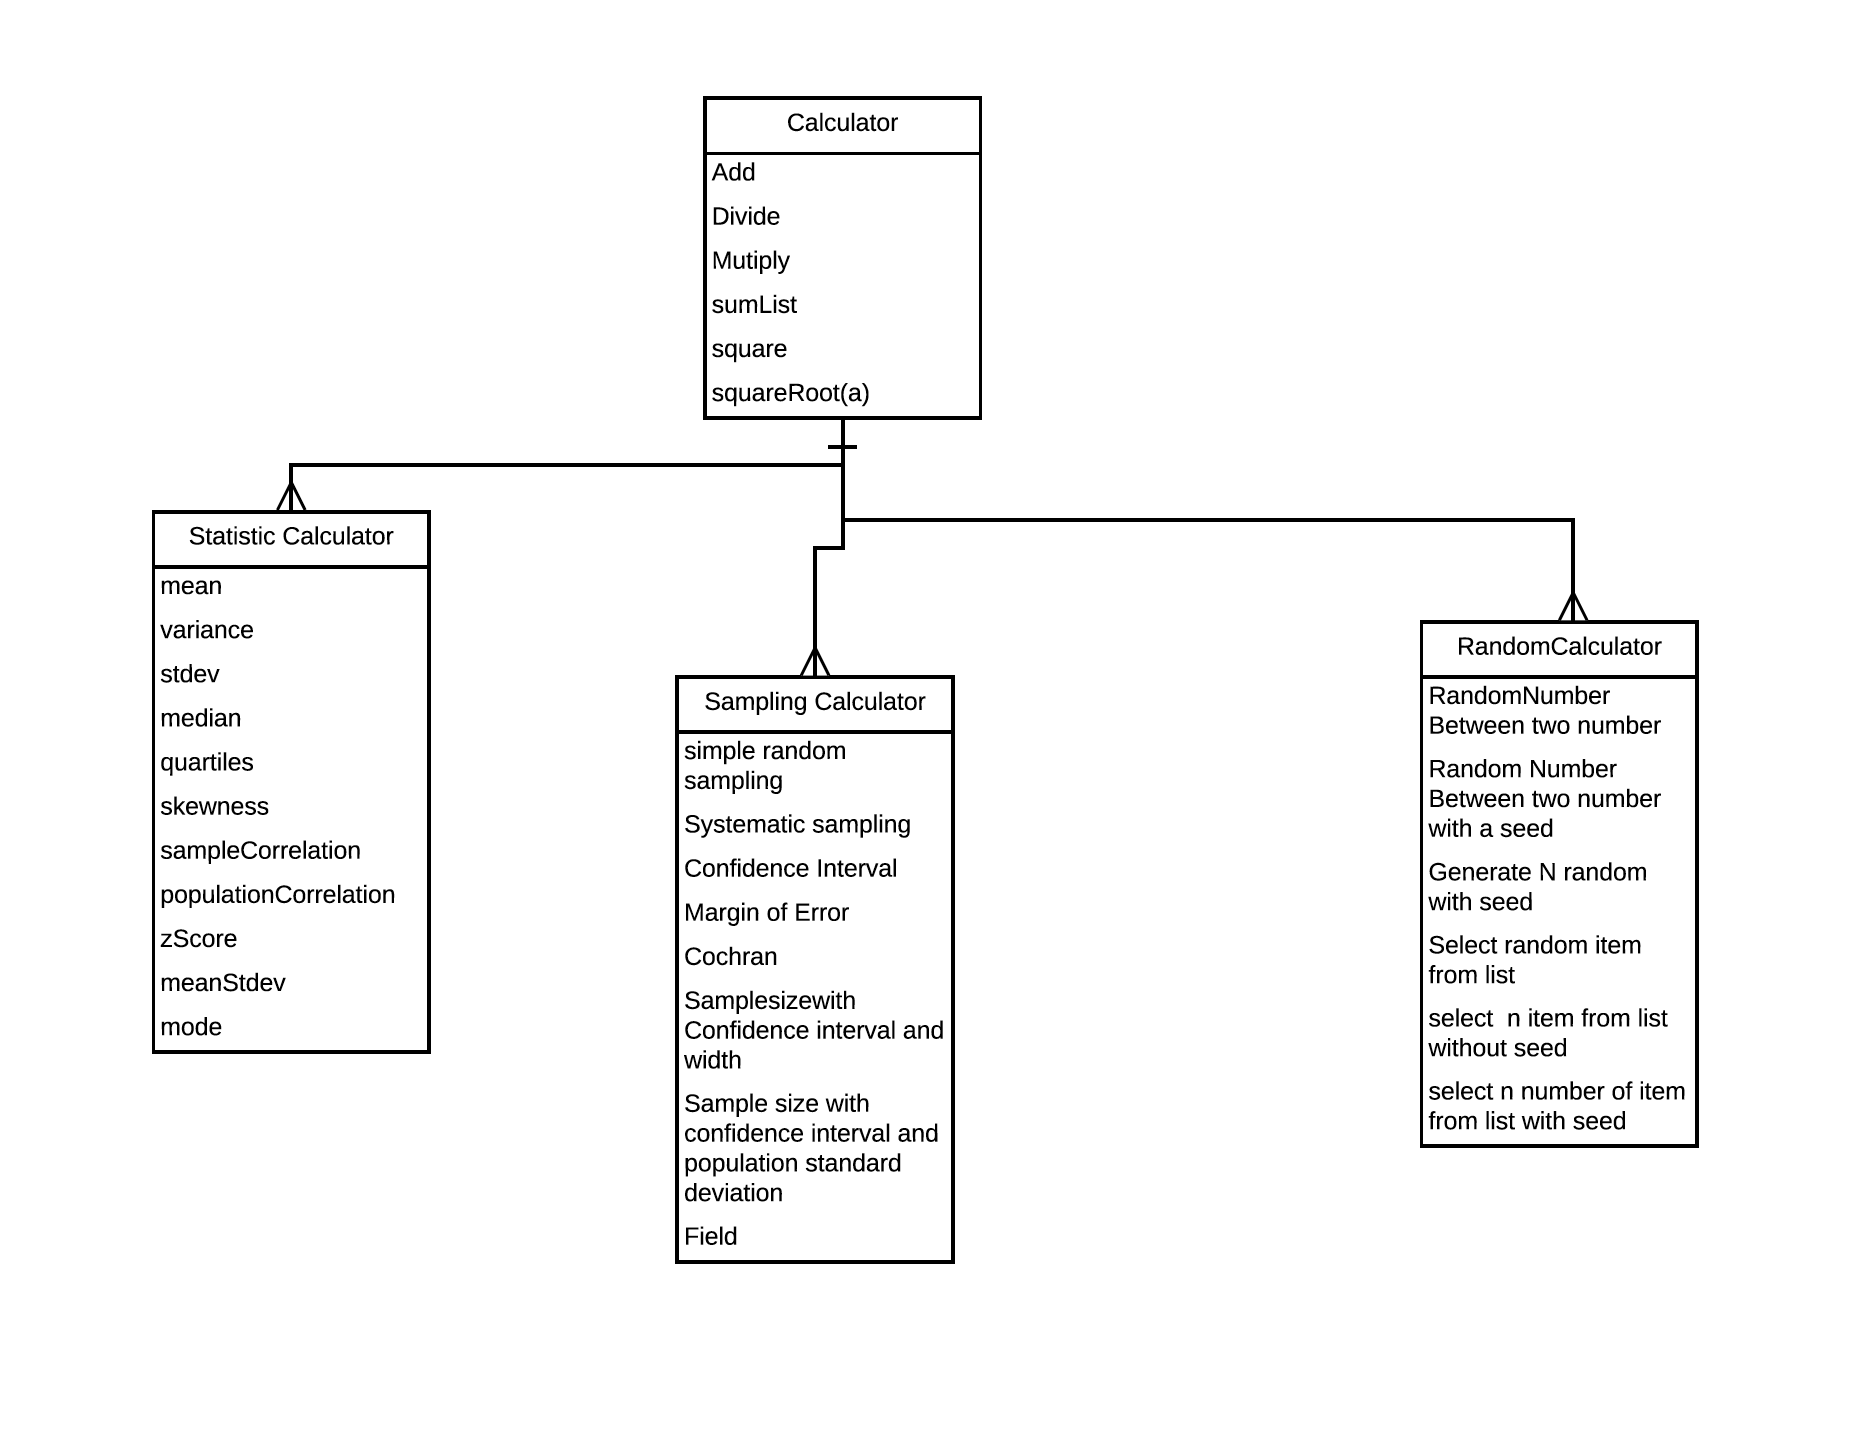 Calculator
Add
Divide
Mutiply
sumList
square
squareRoot(a)
Statistic Calculator
mean
variance
stdev
median
quartiles
skewness
sampleCorrelation
populationCorrelation
zScore
meanStdev
mode
Sampling Calculator
simple random
sampling
Systematic sampling
Confidence Interval
Margin of Error
Cochran
Samplesizewith
Confidence interval and
width
Sample size with
confidence interval and
population standard
deviation
Field
RandomCalculator
RandomNumber
Between two number
Random Number
Between two number
with a seed
Generate N random
with seed
Select random item
from list
select  n item from list
without seed
select n number of item
from list with seed